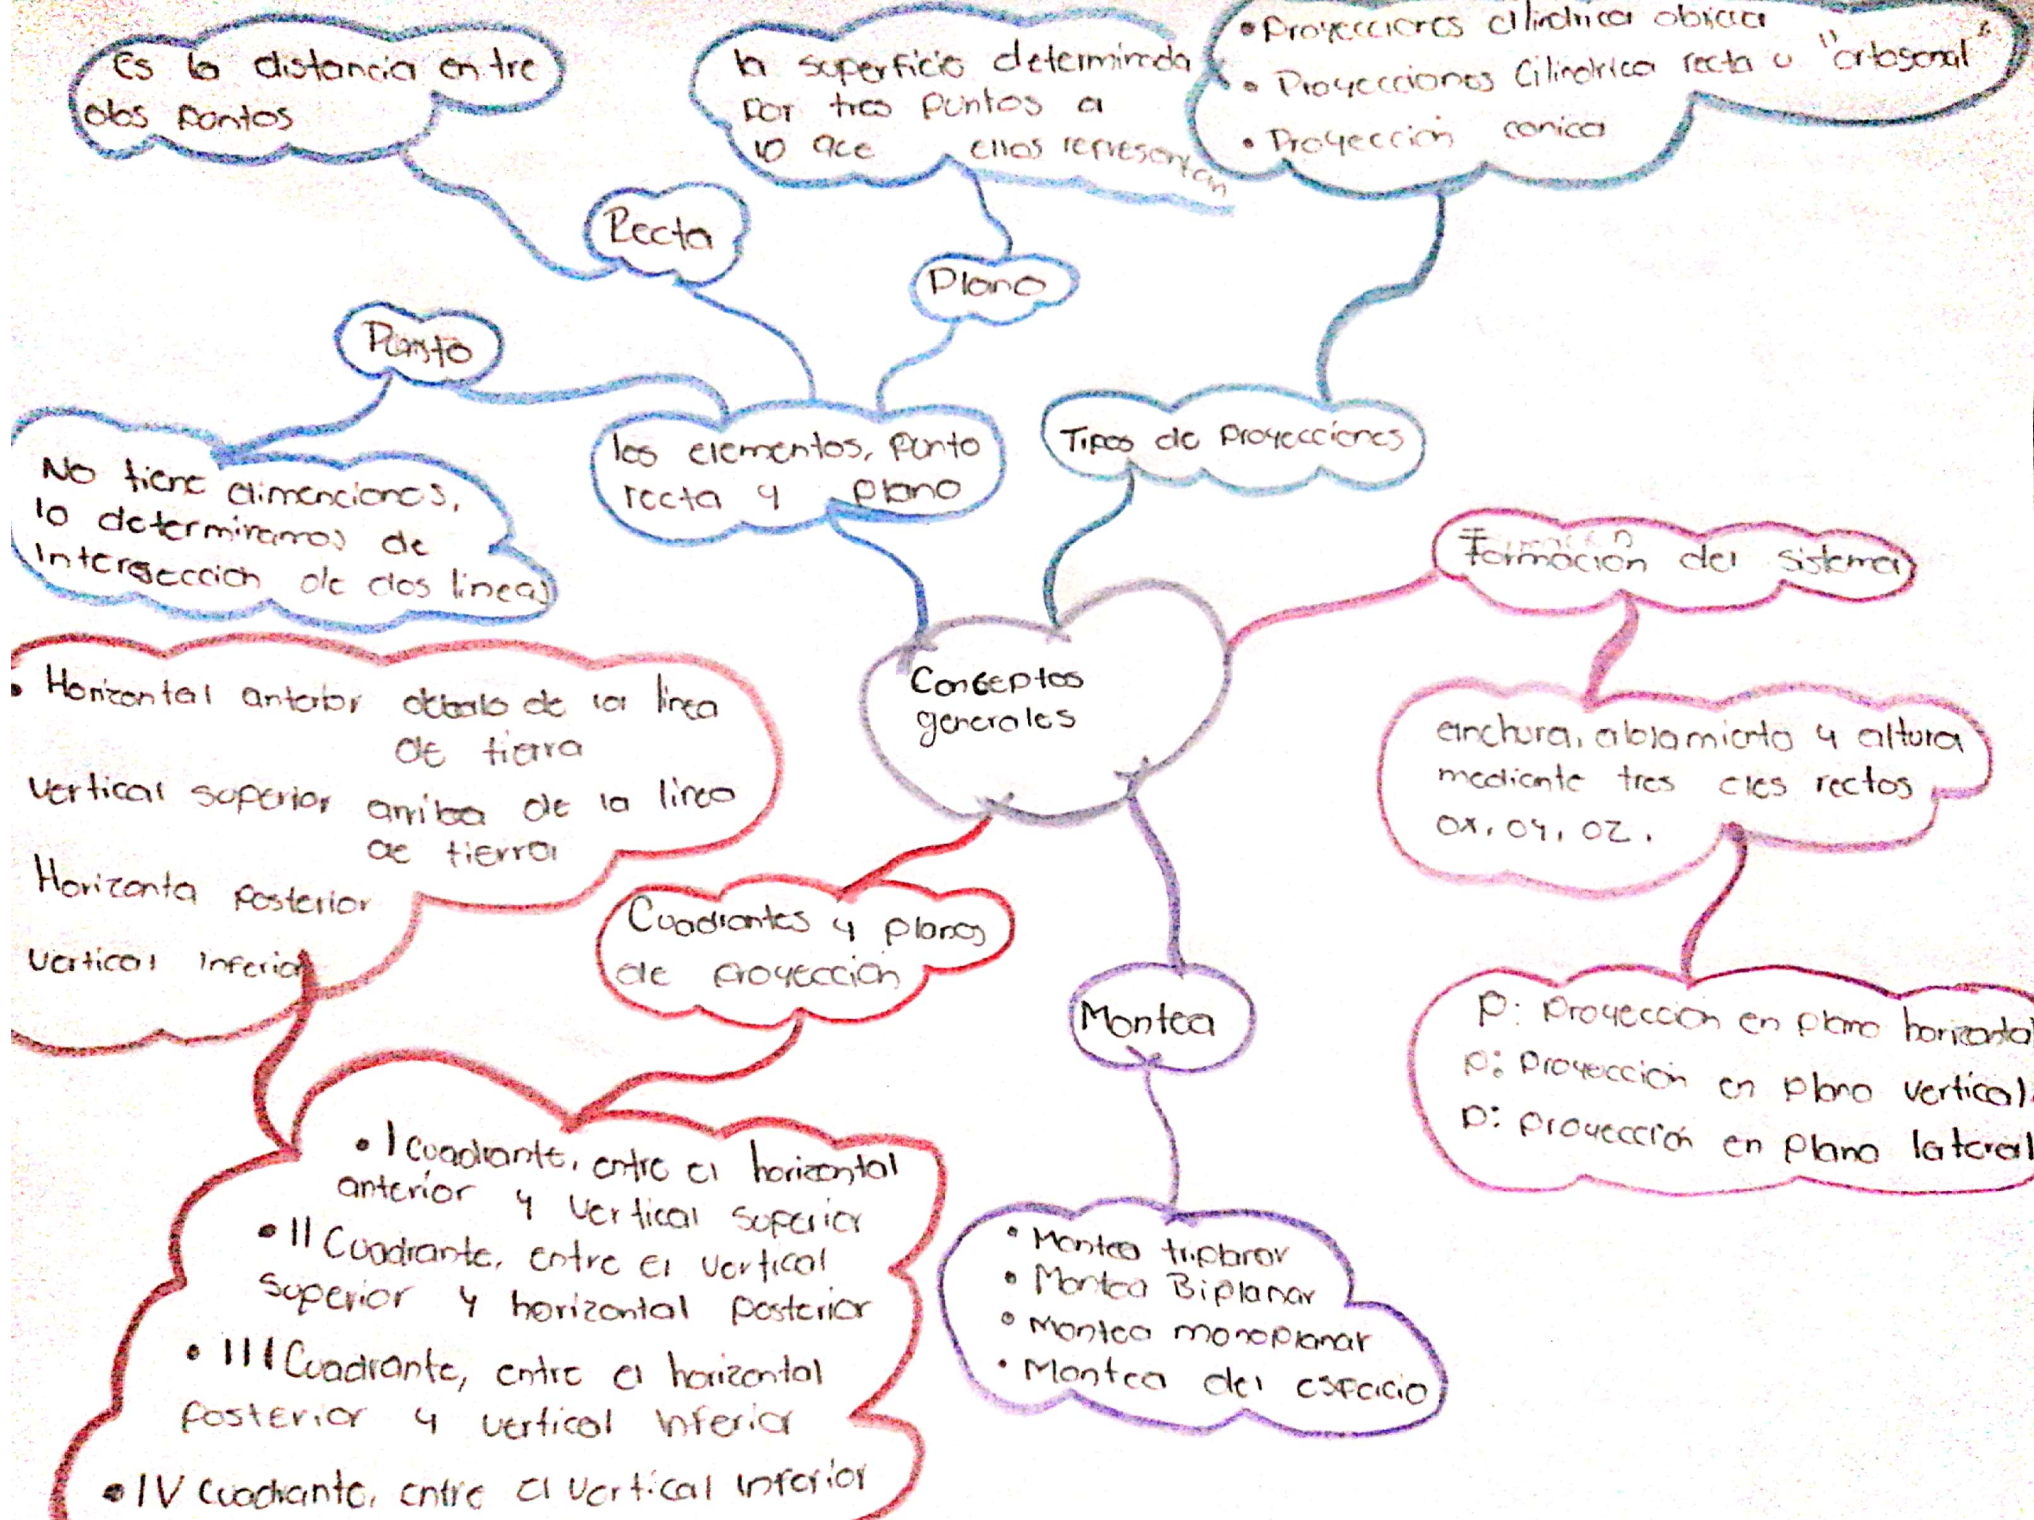 Es la distancia entre
dos pontos
la superficie determinada
por tres puntos a
lo que ellos representan
• Proyecciones cilindrica oblicua
• Proyecciones Cilindrica recta u "ortogonal"
• Proyección conica
Recta
Plano
Punto
los elementos, punto
recta y plano
Tipos de proyecciones
No tiene dimenciones,
lo determinamos de
intersección de dos lineas
Formación del sistema
Conceptos
generales
anchura, alejamiento y altura
mediante tres ejes rectos
ox, oy, oz.
• Horizontal anterior debajo de la linea
de tierra
vertical superior arriba de la linea
de tierra
Horizonta posterior
vertical inferior
Cuadrantes y planos
de proyección
Montea
p: Proyección en plano horizontal
p: Proyección en plano vertical.
p: proyección en plano lateral
• I cuadrante, entre el horizontal
anterior y vertical superior
• II Cuadrante, entre el vertical
superior y horizontal posterior
• III Cuadrante, entre el horizontal
posterior y vertical inferior
• IV cuadrante, entre el vertical inferior
• Montea triplanar
• Montea Biplanar
• Montea monoplanar
• Montea del espacio